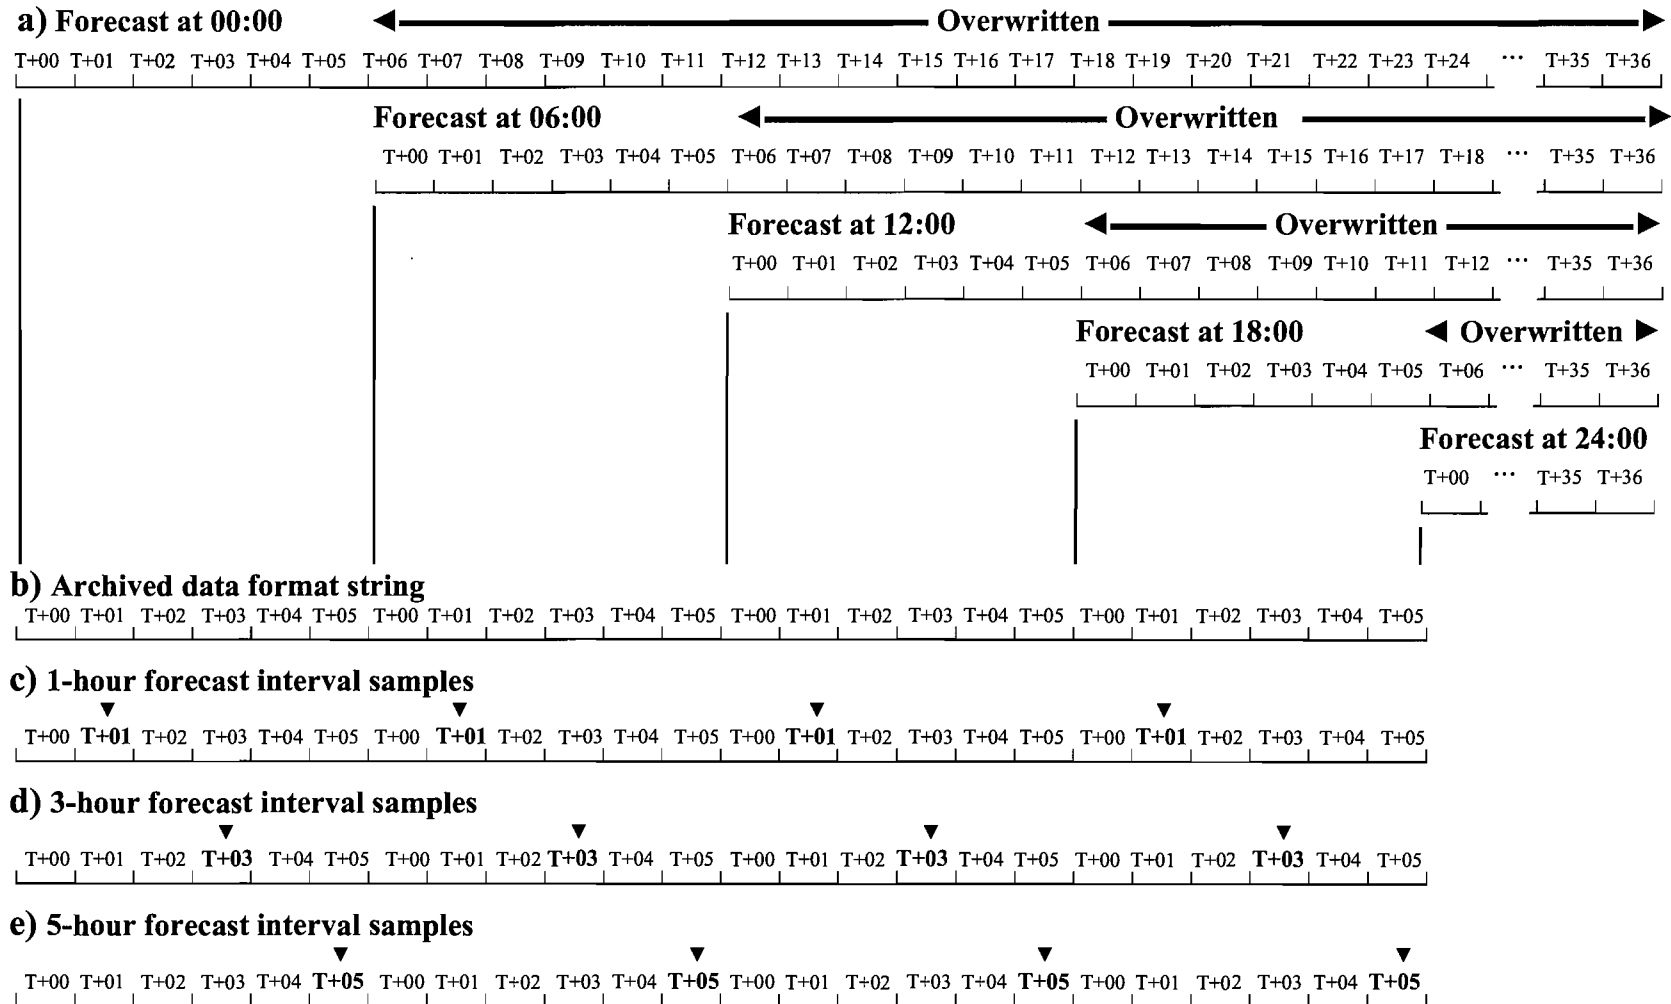 a) Forecast at 00:00 Overwritten
T+00 T+01 T+02 T+03 T+04 T+05 T+06 T+07 T+08 T+09 T+10 T+11 T+12 T+13 T+14 T+15 T+16 T+17 T+18 T+19 T+20 T+21 T+22 T+23 T+24 ... T+35 T+36
Forecast at 06:00 Overwritten
T+00 T+01 T+02 T+03 T+04 T+05 T+06 T+07 T+08 T+09 T+10 T+11 T+12 T+13 T+14 T+15 T+16 T+17 T+18 ... T+35 T+36
Forecast at 12:00 Overwritten
T+00 T+01 T+02 T+03 T+04 T+05 T+06 T+07 T+08 T+09 T+10 T+11 T+12 ... T+35 T+36
Forecast at 18:00 Overwritten
T+00 T+01 T+02 T+03 T+04 T+05 T+06 ... T+35 T+36
Forecast at 24:00
T+00 ... T+35 T+36
b) Archived data format string
T+00 T+01 T+02 T+03 T+04 T+05 T+00 T+01 T+02 T+03 T+04 T+05 T+00 T+01 T+02 T+03 T+04 T+05 T+00 T+01 T+02 T+03 T+04 T+05
c) 1-hour forecast interval samples
T+00 T+01 T+02 T+03 T+04 T+05 T+00 T+01 T+02 T+03 T+04 T+05 T+00 T+01 T+02 T+03 T+04 T+05 T+00 T+01 T+02 T+03 T+04 T+05
d) 3-hour forecast interval samples
T+00 T+01 T+02 T+03 T+04 T+05 T+00 T+01 T+02 T+03 T+04 T+05 T+00 T+01 T+02 T+03 T+04 T+05 T+00 T+01 T+02 T+03 T+04 T+05
e) 5-hour forecast interval samples
T+00 T+01 T+02 T+03 T+04 T+05 T+00 T+01 T+02 T+03 T+04 T+05 T+00 T+01 T+02 T+03 T+04 T+05 T+00 T+01 T+02 T+03 T+04 T+05